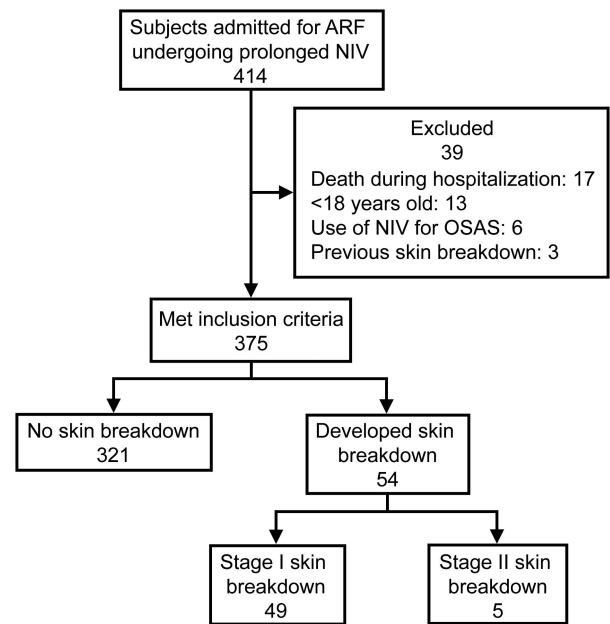 Subjects admitted for ARF
undergoing prolonged NIV
414
Excluded
39
Death during hospitalization: 17
<18 years old: 13
Use of NIV for OSAS: 6
Previous skin breakdown: 3
Met inclusion criteria
375
No skin breakdown
321
Developed skin
breakdown
54
Stage I skin
breakdown
49
Stage II skin
breakdown
5